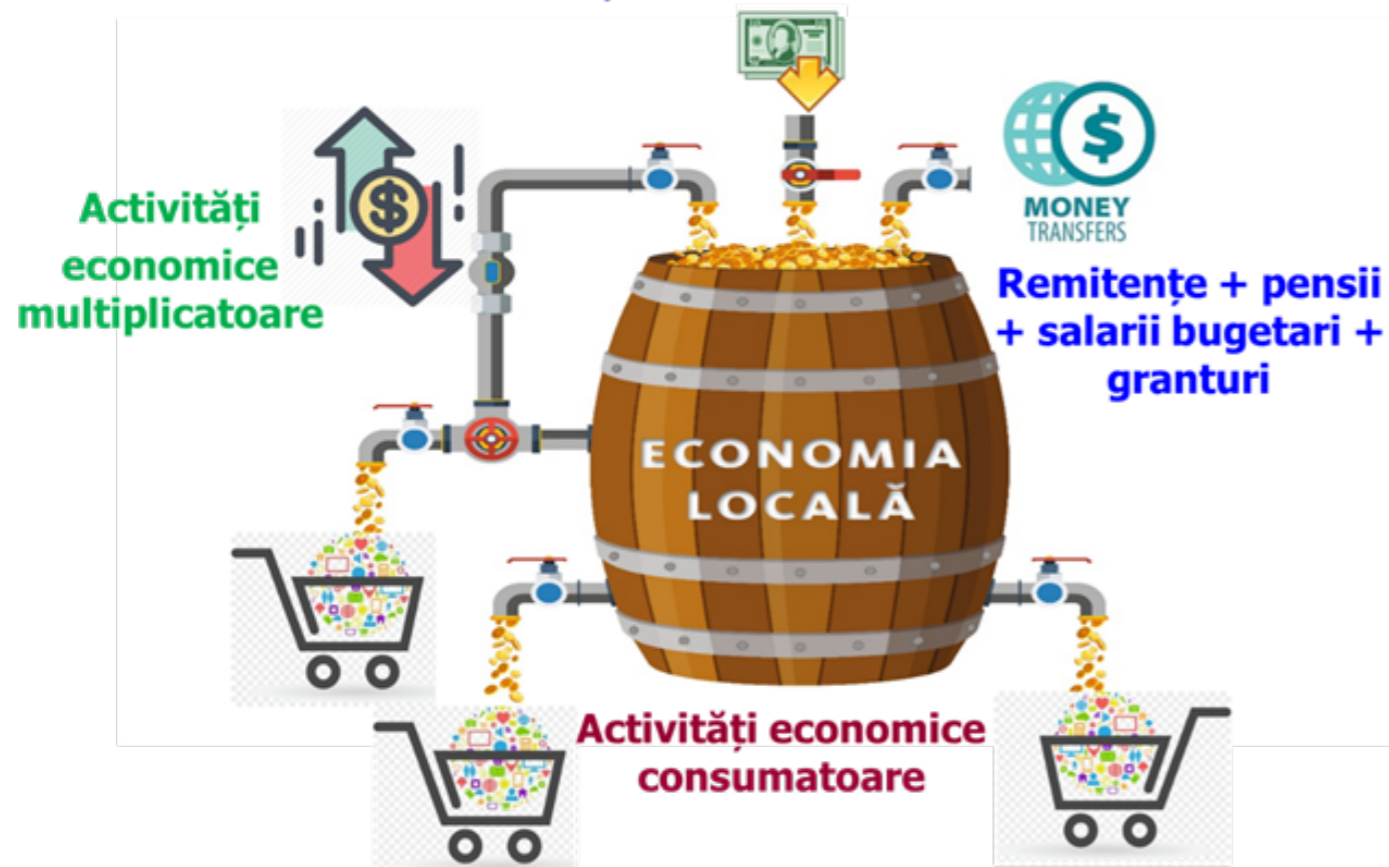 MONEY
TRANSFERS
Activități
economice
multiplicatoare
Remitențe + pensii
+ salarii bugetari +
granturi
ECONOMIA
LOCALĂ
Activități economice
consumatoare